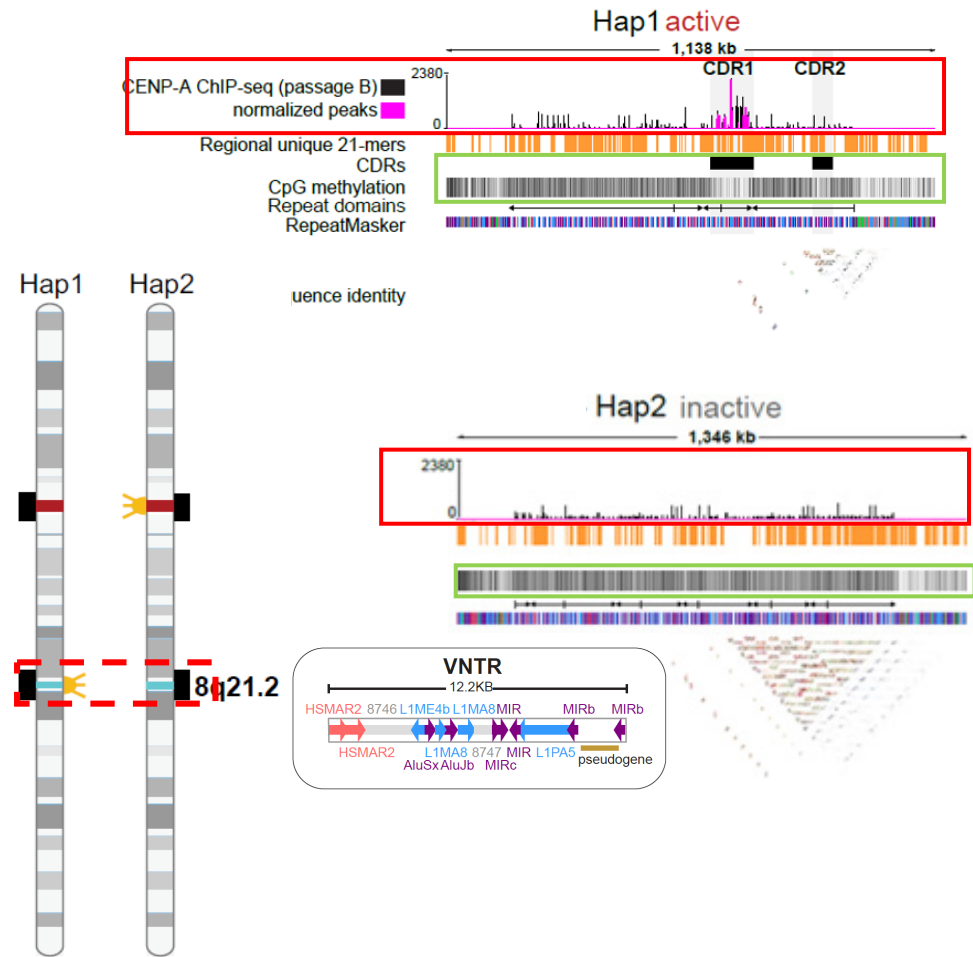 Hap1 active
1,138 kb
CDR1 CDR2
2380
CENP-A ChIP-seq (passage B)
normalized peaks
0
Regional unique 21-mers
CDRs
CpG methylation
Repeat domains
RepeatMasker
uence identity
Hap1 Hap2
Hap2 inactive
1,346 kb
2380
0
8q21.2
VNTR
12.2KB
HSMAR2 8746 L1ME4b L1MA8 MIR MIRb MIRb
HSMAR2 L1MA8 8747 MIR L1PA5 pseudogene
AluSx AluJb MIRc